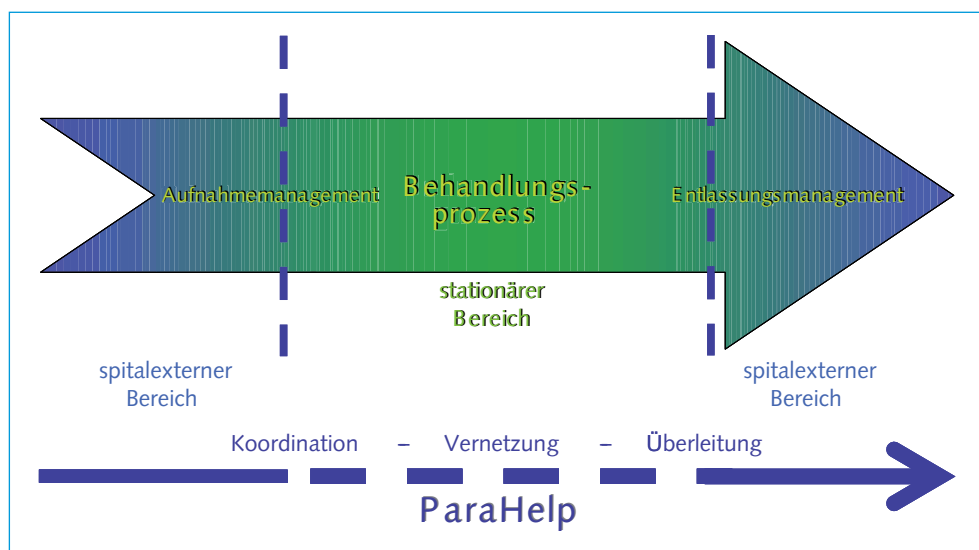 Aufnahmemanagement
Behandlungs-
prozess
Entlassungsmanagement
stationärer
Bereich
spitalexterner
Bereich
spitalexterner
Bereich
Koordination – Vernetzung – Überleitung
ParaHelp